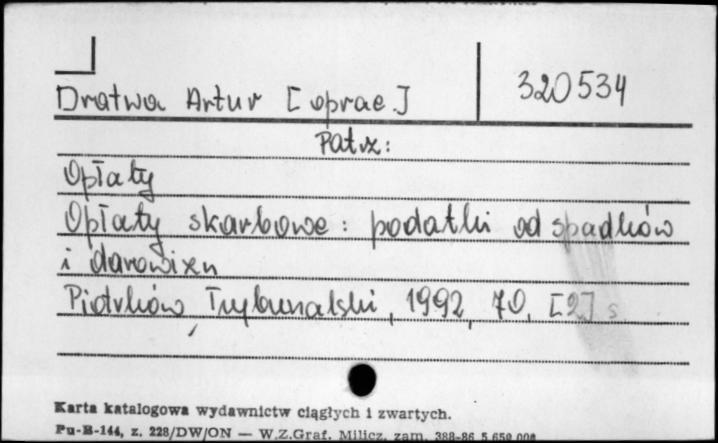 Dratwa Artur [oprac.]
320534
Patrz:
Opłaty
Opłaty skarbowe : podatki od spadków
i darowizn
Piotrków Trybunalski, 1992, 70, [2] s.
Karta katalogowa wydawnictw ciągłych i zwartych.
Pu-B-144, z. 228/DW/ON — W.Z.Graf. Milicz, zam. 388-86 5.650.000